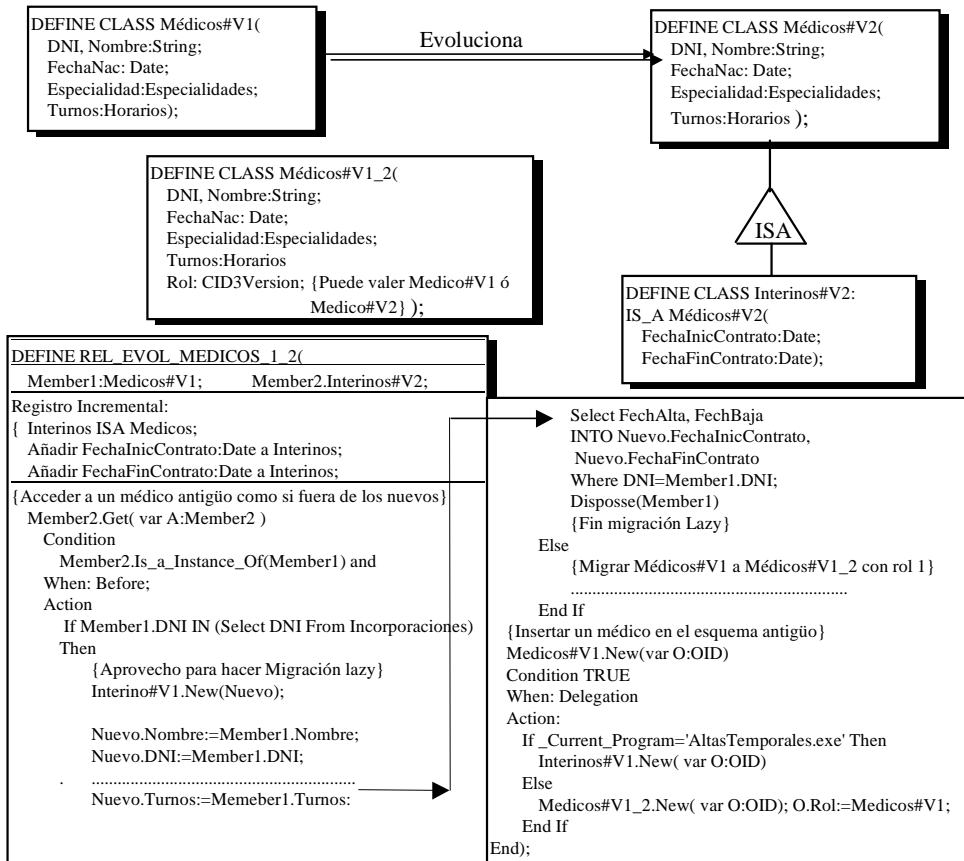 DEFINE CLASS Médicos#V1(
DNI, Nombre:String;
FechaNac: Date;
Especialidad:Especialidades;
Turnos:Horarios);
Evoluciona
DEFINE CLASS Médicos#V2(
DNI, Nombre:String;
FechaNac: Date;
Especialidad:Especialidades;
Turnos:Horarios );
DEFINE CLASS Médicos#V1_2(
DNI, Nombre:String;
FechaNac: Date;
Especialidad:Especialidades;
Turnos:Horarios
Rol: CID3Version; {Puede valer Medico#V1 ó
Medico#V2} );
ISA
DEFINE CLASS Interinos#V2:
IS_A Médicos#V2(
FechaInicContrato:Date;
FechaFinContrato:Date);
DEFINE REL_EVOL_MEDICOS_1_2(
Member1:Medicos#V1; Member2.Interinos#V2;
Registro Incremental:
{ Interinos ISA Medicos;
Añadir FechaInicContrato:Date a Interinos;
Añadir FechaFinContrato:Date a Interinos;
{Acceder a un médico antigüo como si fuera de los nuevos}
Member2.Get( var A:Member2 )
Condition
Member2.Is_a_Instance_Of(Member1) and
When: Before;
Action
If Member1.DNI IN (Select DNI From Incorporaciones)
Then
{Aprovecho para hacer Migración lazy}
Interino#V1.New(Nuevo);
Nuevo.Nombre:=Member1.Nombre;
Nuevo.DNI:=Member1.DNI;
. .............................................................
Nuevo.Turnos:=Memeber1.Turnos:
Select FechAlta, FechBaja
INTO Nuevo.FechaInicContrato,
Nuevo.FechaFinContrato
Where DNI=Member1.DNI;
Disposse(Member1)
{Fin migración Lazy}
Else
{Migrar Médicos#V1 a Médicos#V1_2 con rol 1}
................................................................
End If
{Insertar un médico en el esquema antigüo}
Medicos#V1.New(var O:OID)
Condition TRUE
When: Delegation
Action:
If _Current_Program='AltasTemporales.exe' Then
Interinos#V1.New( var O:OID)
Else
Medicos#V1_2.New( var O:OID); O.Rol:=Medicos#V1;
End If
End);